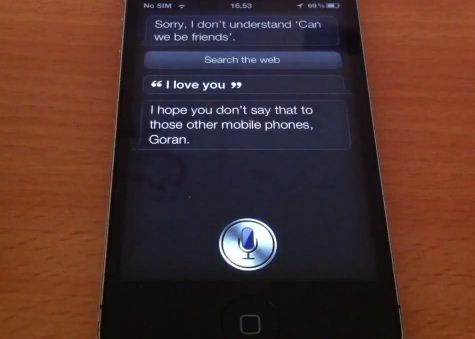 No SIM 16.53 69%
Sorry, I don't understand 'Can
we be friends'.
Search the web
“ I love you ”
I hope you don't say that to
those other mobile phones,
Goran.